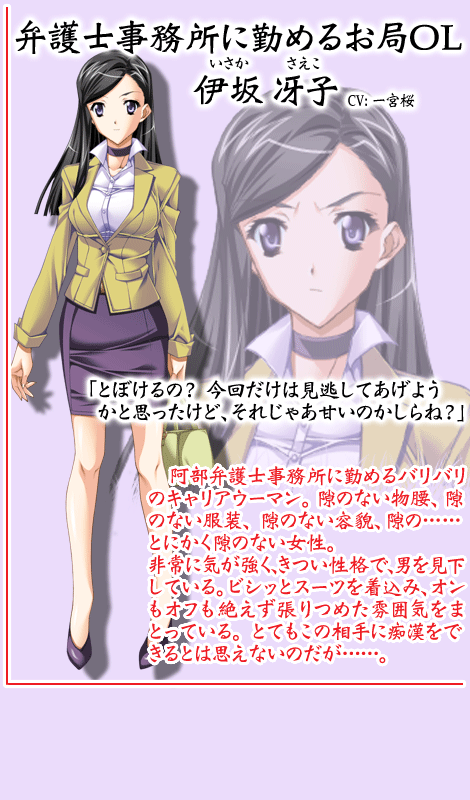 弁護士事務所に勤めるお局OL
いさか さえこ
伊坂 冴子 CV: 一宮桜
「とぼけるの？ 今回だけは見逃してあげよう
かと思ったけど、それじゃあ甘いのかしらね？」
阿部弁護士事務所に勤めるバリバリ
のキャリアウーマン。隙のない物腰、隙
のない服装、隙のない容貌、隙の……
とにかく隙のない女性。
非常に気が強く、きつい性格で、男を見下
している。ビシッとスーツを着込み、オン
もオフも絶えず張りつめた雰囲気をま
とっている。とてもこの相手に痴漢をで
きるとは思えないのだが……。